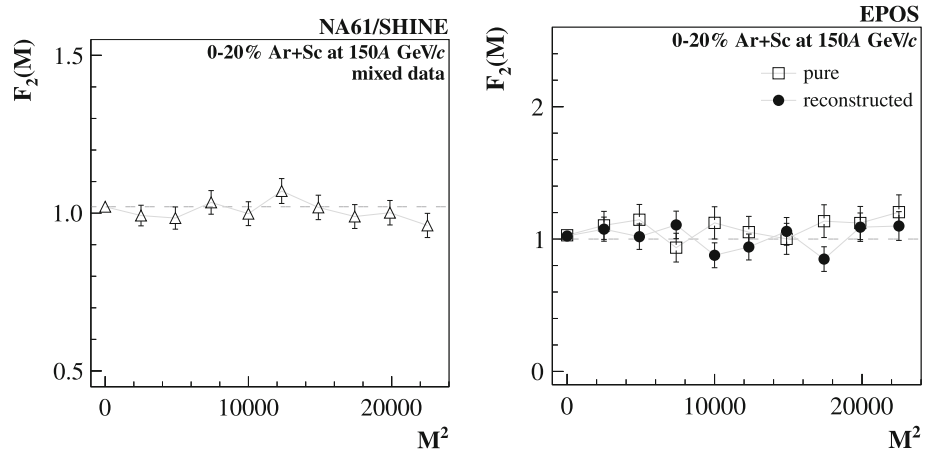 NA61/SHINE
0-20% Ar+Sc at 150A GeV/c
mixed data
F₂(M)
1.5
1.0
0.5
0
10000
20000
M²
EPOS
0-20% Ar+Sc at 150A GeV/c
pure
reconstructed
F₂(M)
2
1
0
0
10000
20000
M²